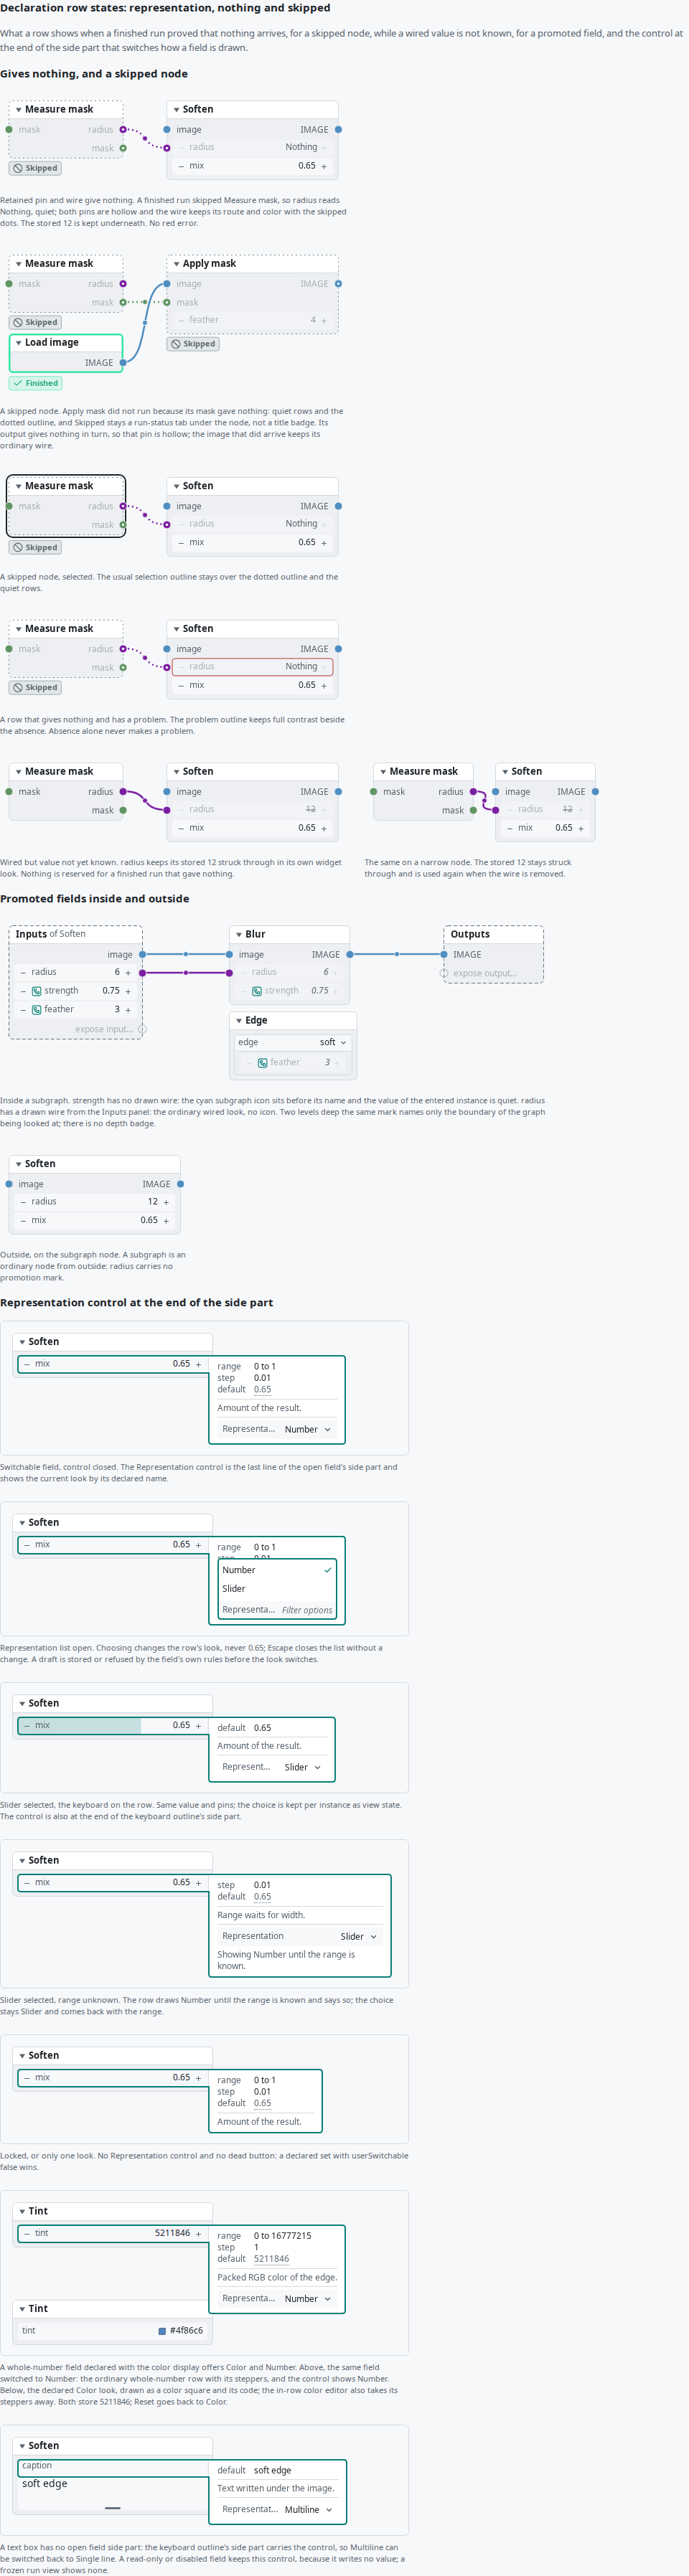 Declaration row states: representation, nothing and skipped
What a row shows when a finished run proved that nothing arrives, for a skipped node, while a wired value is not known, for a promoted field, and the control at
the end of the side part that switches how a field is drawn.
Gives nothing, and a skipped node
Measure mask
Soften
mask
radius
image
IMAGE
mask
radius
Nothing
Skipped
mix
0.65
Retained pin and wire give nothing. A finished run skipped Measure mask, so radius reads
Nothing, quiet; both pins are hollow and the wire keeps its route and color with the skipped
dots. The stored 12 is kept underneath. No red error.
Measure mask
Apply mask
mask
radius
image
IMAGE
mask
mask
Skipped
feather
4
Load image
Skipped
IMAGE
Finished
A skipped node. Apply mask did not run because its mask gave nothing: quiet rows and the
dotted outline, and Skipped stays a run-status tab under the node, not a title badge. Its
output gives nothing in turn, so that pin is hollow; the image that did arrive keeps its
ordinary wire.
Measure mask
Soften
mask
radius
image
IMAGE
mask
radius
Nothing
Skipped
mix
0.65
A skipped node, selected. The usual selection outline stays over the dotted outline and the
quiet rows.
Measure mask
Soften
mask
radius
image
IMAGE
mask
radius
Nothing
Skipped
mix
0.65
A row that gives nothing and has a problem. The problem outline keeps full contrast beside
the absence. Absence alone never makes a problem.
Measure mask
Soften
mask
radius
image
IMAGE
mask
radius
12
mix
0.65
Wired but value not yet known. radius keeps its stored 12 struck through in its own widget
look. Nothing is reserved for a finished run that gave nothing.
Measure mask
Soften
mask
radius
image
IMAGE
mask
radius
12
mix
0.65
The same on a narrow node. The stored 12 stays struck
through and is used again when the wire is removed.
Promoted fields inside and outside
Inputs of Soften
Blur
Outputs
image
image
IMAGE
IMAGE
radius
6
radius
6
expose output...
strength
0.75
strength
0.75
feather
3
Edge
expose input...
edge
soft
feather
3
Inside a subgraph. strength has no drawn wire: the cyan subgraph icon sits before its name and the value of the entered instance is quiet. radius
has a drawn wire from the Inputs panel: the ordinary wired look, no icon. Two levels deep the same mark names only the boundary of the graph
being looked at; there is no depth badge.
Soften
image
IMAGE
radius
12
mix
0.65
Outside, on the subgraph node. A subgraph is an
ordinary node from outside: radius carries no
promotion mark.
Representation control at the end of the side part
Soften
mix
0.65
range
0 to 1
step
0.01
default
0.65
Amount of the result.
Representa...
Number
Switchable field, control closed. The Representation control is the last line of the open field's side part and
shows the current look by its declared name.
Soften
mix
0.65
range
0 to 1
Number
Slider
Representa...
Filter options
Representation list open. Choosing changes the row's look, never 0.65; Escape closes the list without a
change. A draft is stored or refused by the field's own rules before the look switches.
Soften
mix
0.65
default
0.65
Amount of the result.
Represent...
Slider
Slider selected, the keyboard on the row. Same value and pins; the choice is kept per instance as view state.
The control is also at the end of the keyboard outline's side part.
Soften
mix
0.65
step
0.01
default
0.65
Range waits for width.
Representation
Slider
Showing Number until the range is
known.
Slider selected, range unknown. The row draws Number until the range is known and says so; the choice
stays Slider and comes back with the range.
Soften
mix
0.65
range
0 to 1
step
0.01
default
0.65
Amount of the result.
Locked, or only one look. No Representation control and no dead button: a declared set with userSwitchable
false wins.
Tint
tint
5211846
range
0 to 16777215
step
1
default
5211846
Packed RGB color of the edge.
Representa...
Number
Tint
tint
#4f86c6
A whole-number field declared with the color display offers Color and Number. Above, the same field
switched to Number: the ordinary whole-number row with its steppers, and the control shows Number.
Below, the declared Color look, drawn as a color square and its code; the in-row color editor also takes its
steppers away. Both store 5211846; Reset goes back to Color.
Soften
caption
soft edge
default
soft edge
Text written under the image.
Representat...
Multiline
A text box has no open field side part: the keyboard outline's side part carries the control, so Multiline can
be switched back to Single line. A read-only or disabled field keeps this control, because it writes no value; a
frozen run view shows none.